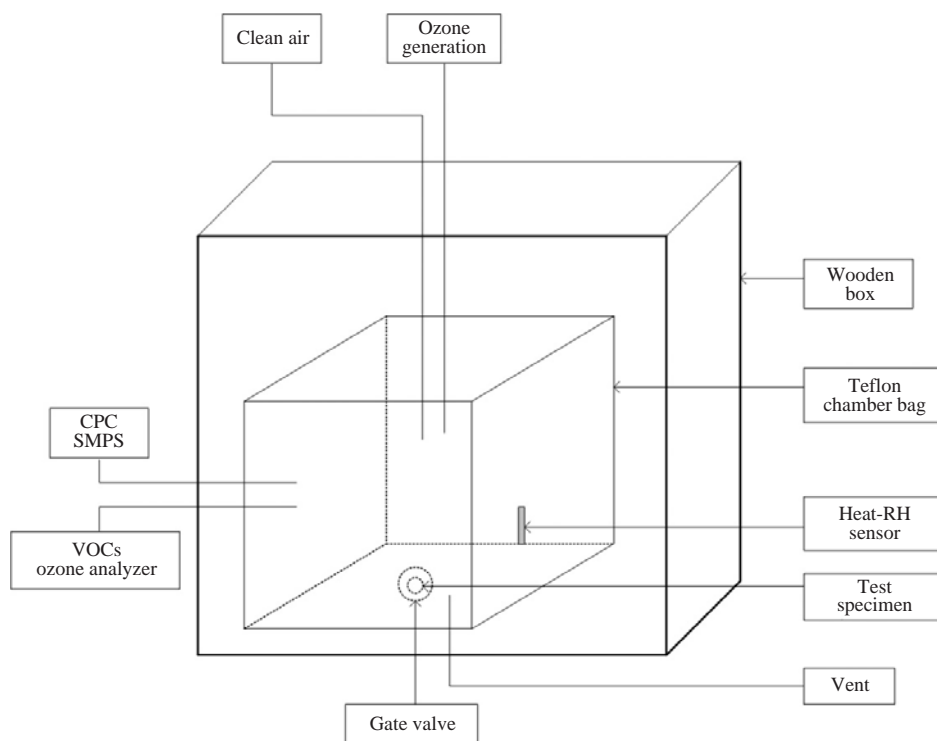 Clean air
Ozone
generation
Wooden
box
Teflon
chamber bag
CPC
SMPS
Heat-RH
sensor
VOCs
ozone analyzer
Test
specimen
Vent
Gate valve